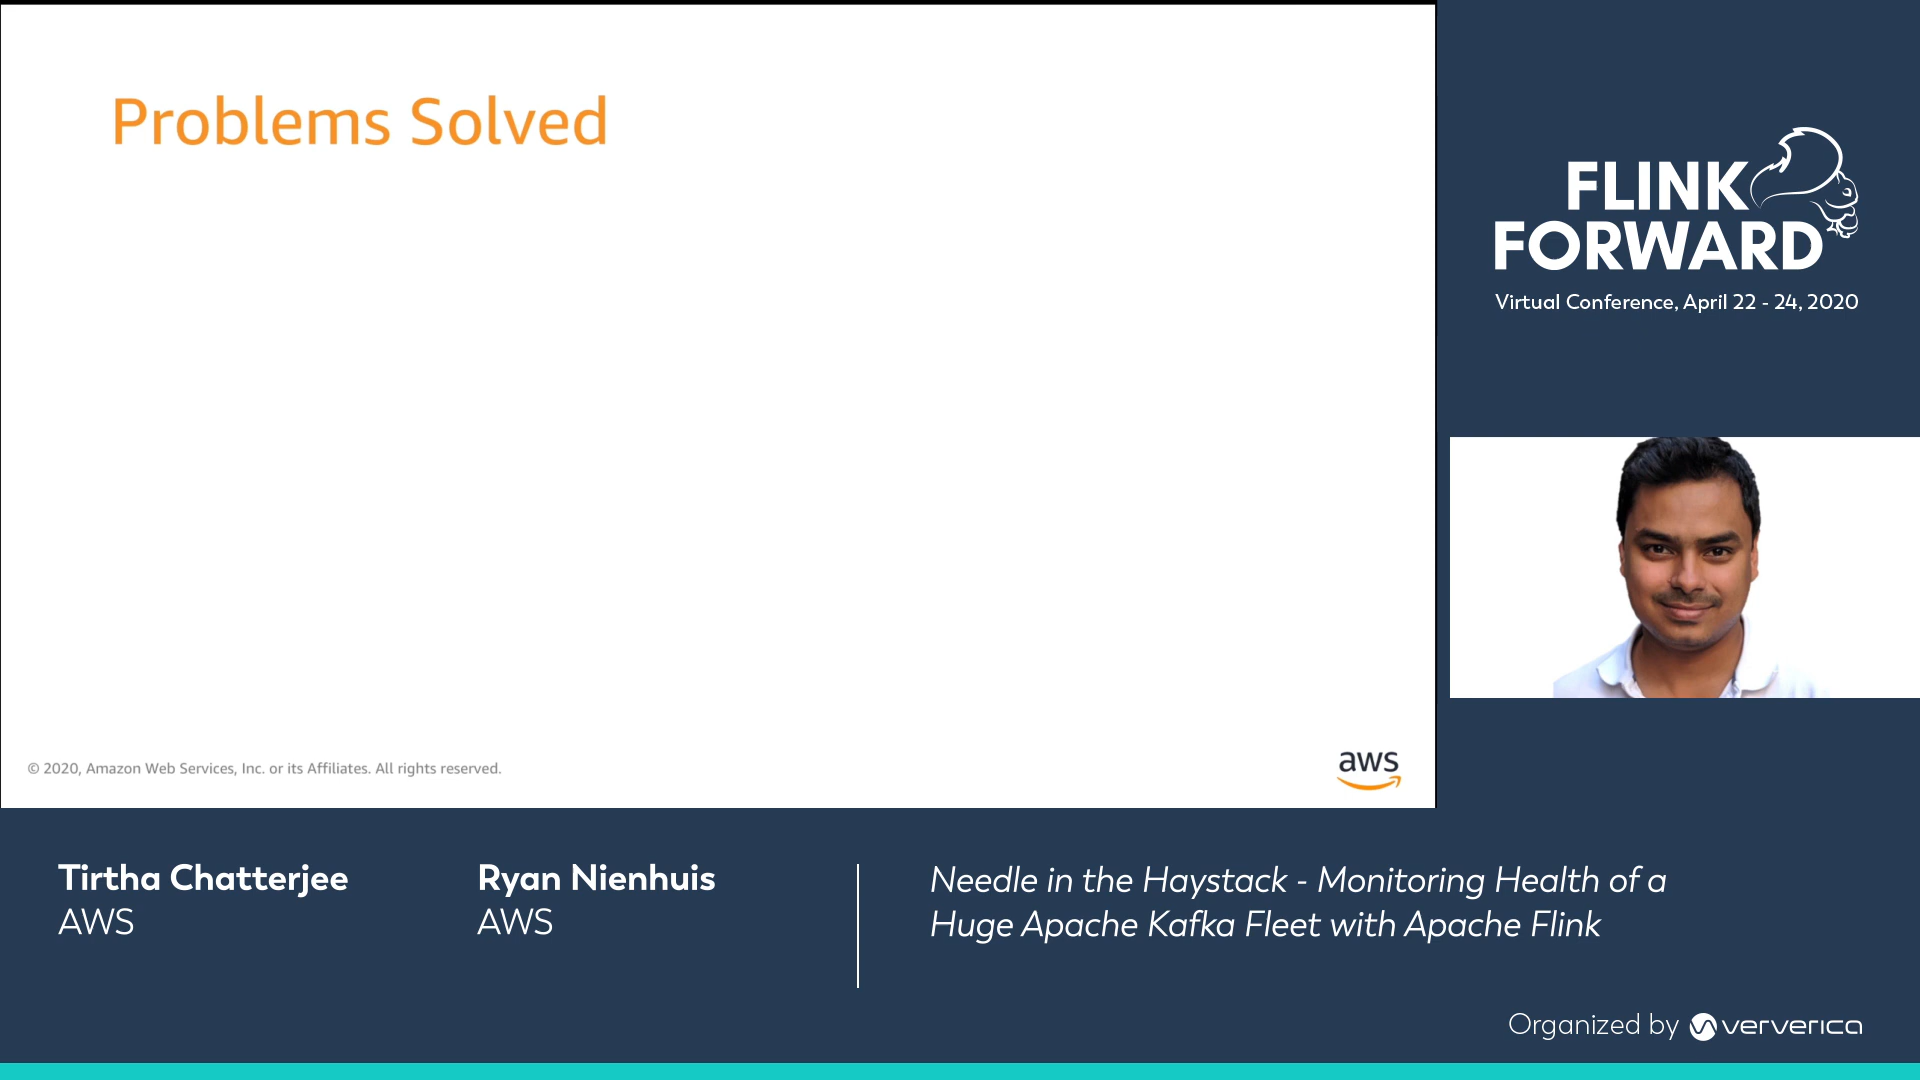 Problems Solved
© 2020, Amazon Web Services, Inc. or its Affiliates. All rights reserved.
aws
FLINK
FORWARD
Virtual Conference, April 22 - 24, 2020
Tirtha Chatterjee
AWS
Ryan Nienhuis
AWS
Needle in the Haystack - Monitoring Health of a
Huge Apache Kafka Fleet with Apache Flink
Organized by ververica